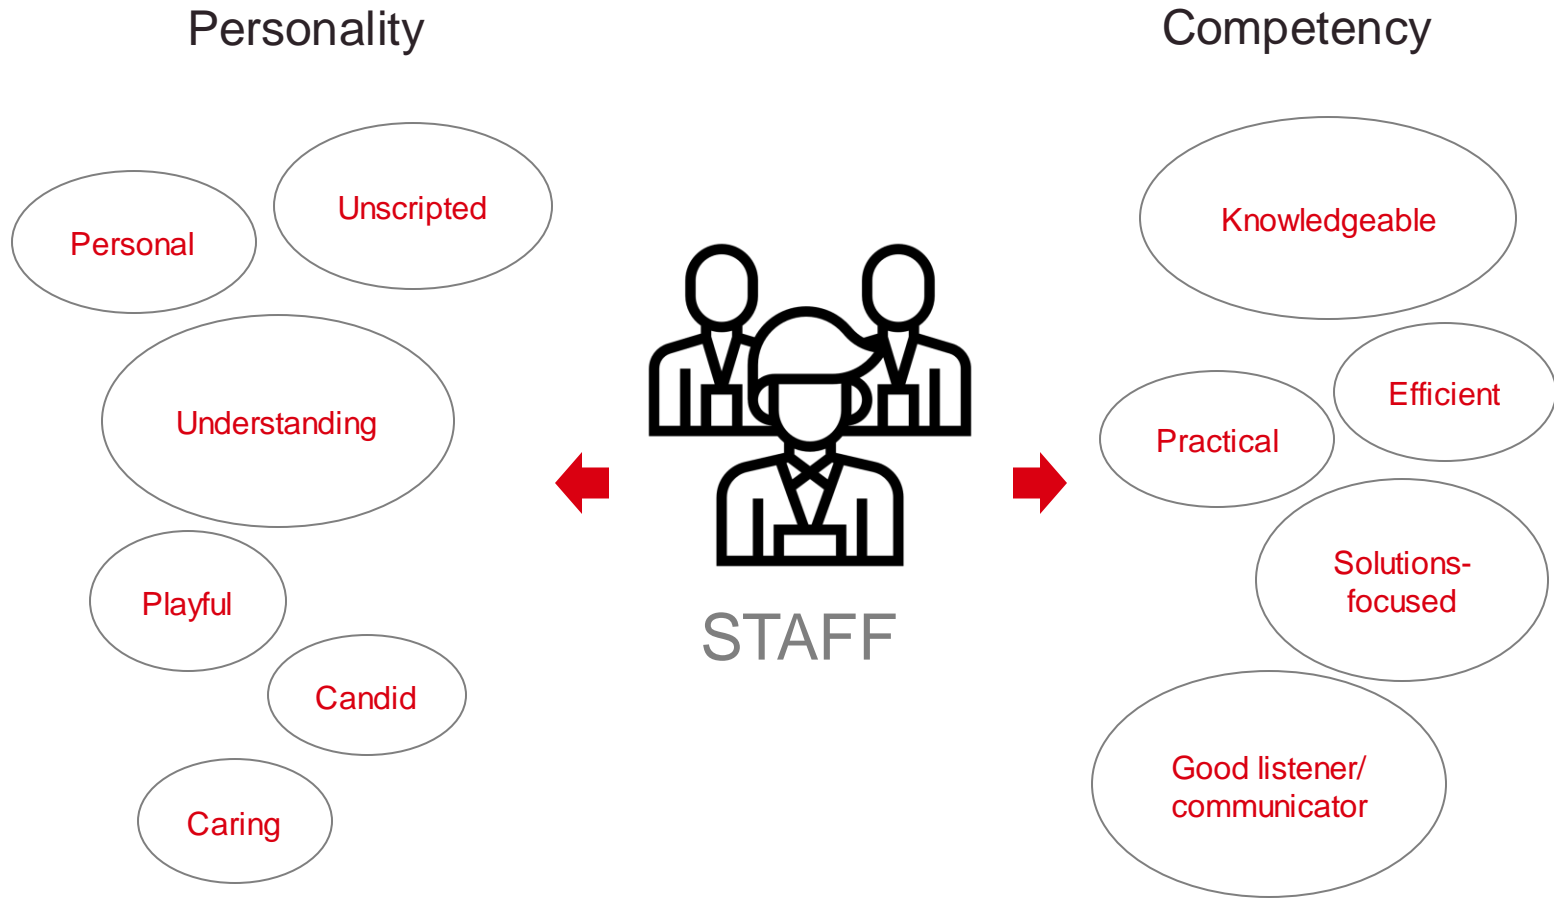 Personality
Competency
Unscripted
Personal
Understanding
Playful
Candid
Caring
STAFF
Knowledgeable
Efficient
Practical
Solutions-
focused
Good listener/
communicator